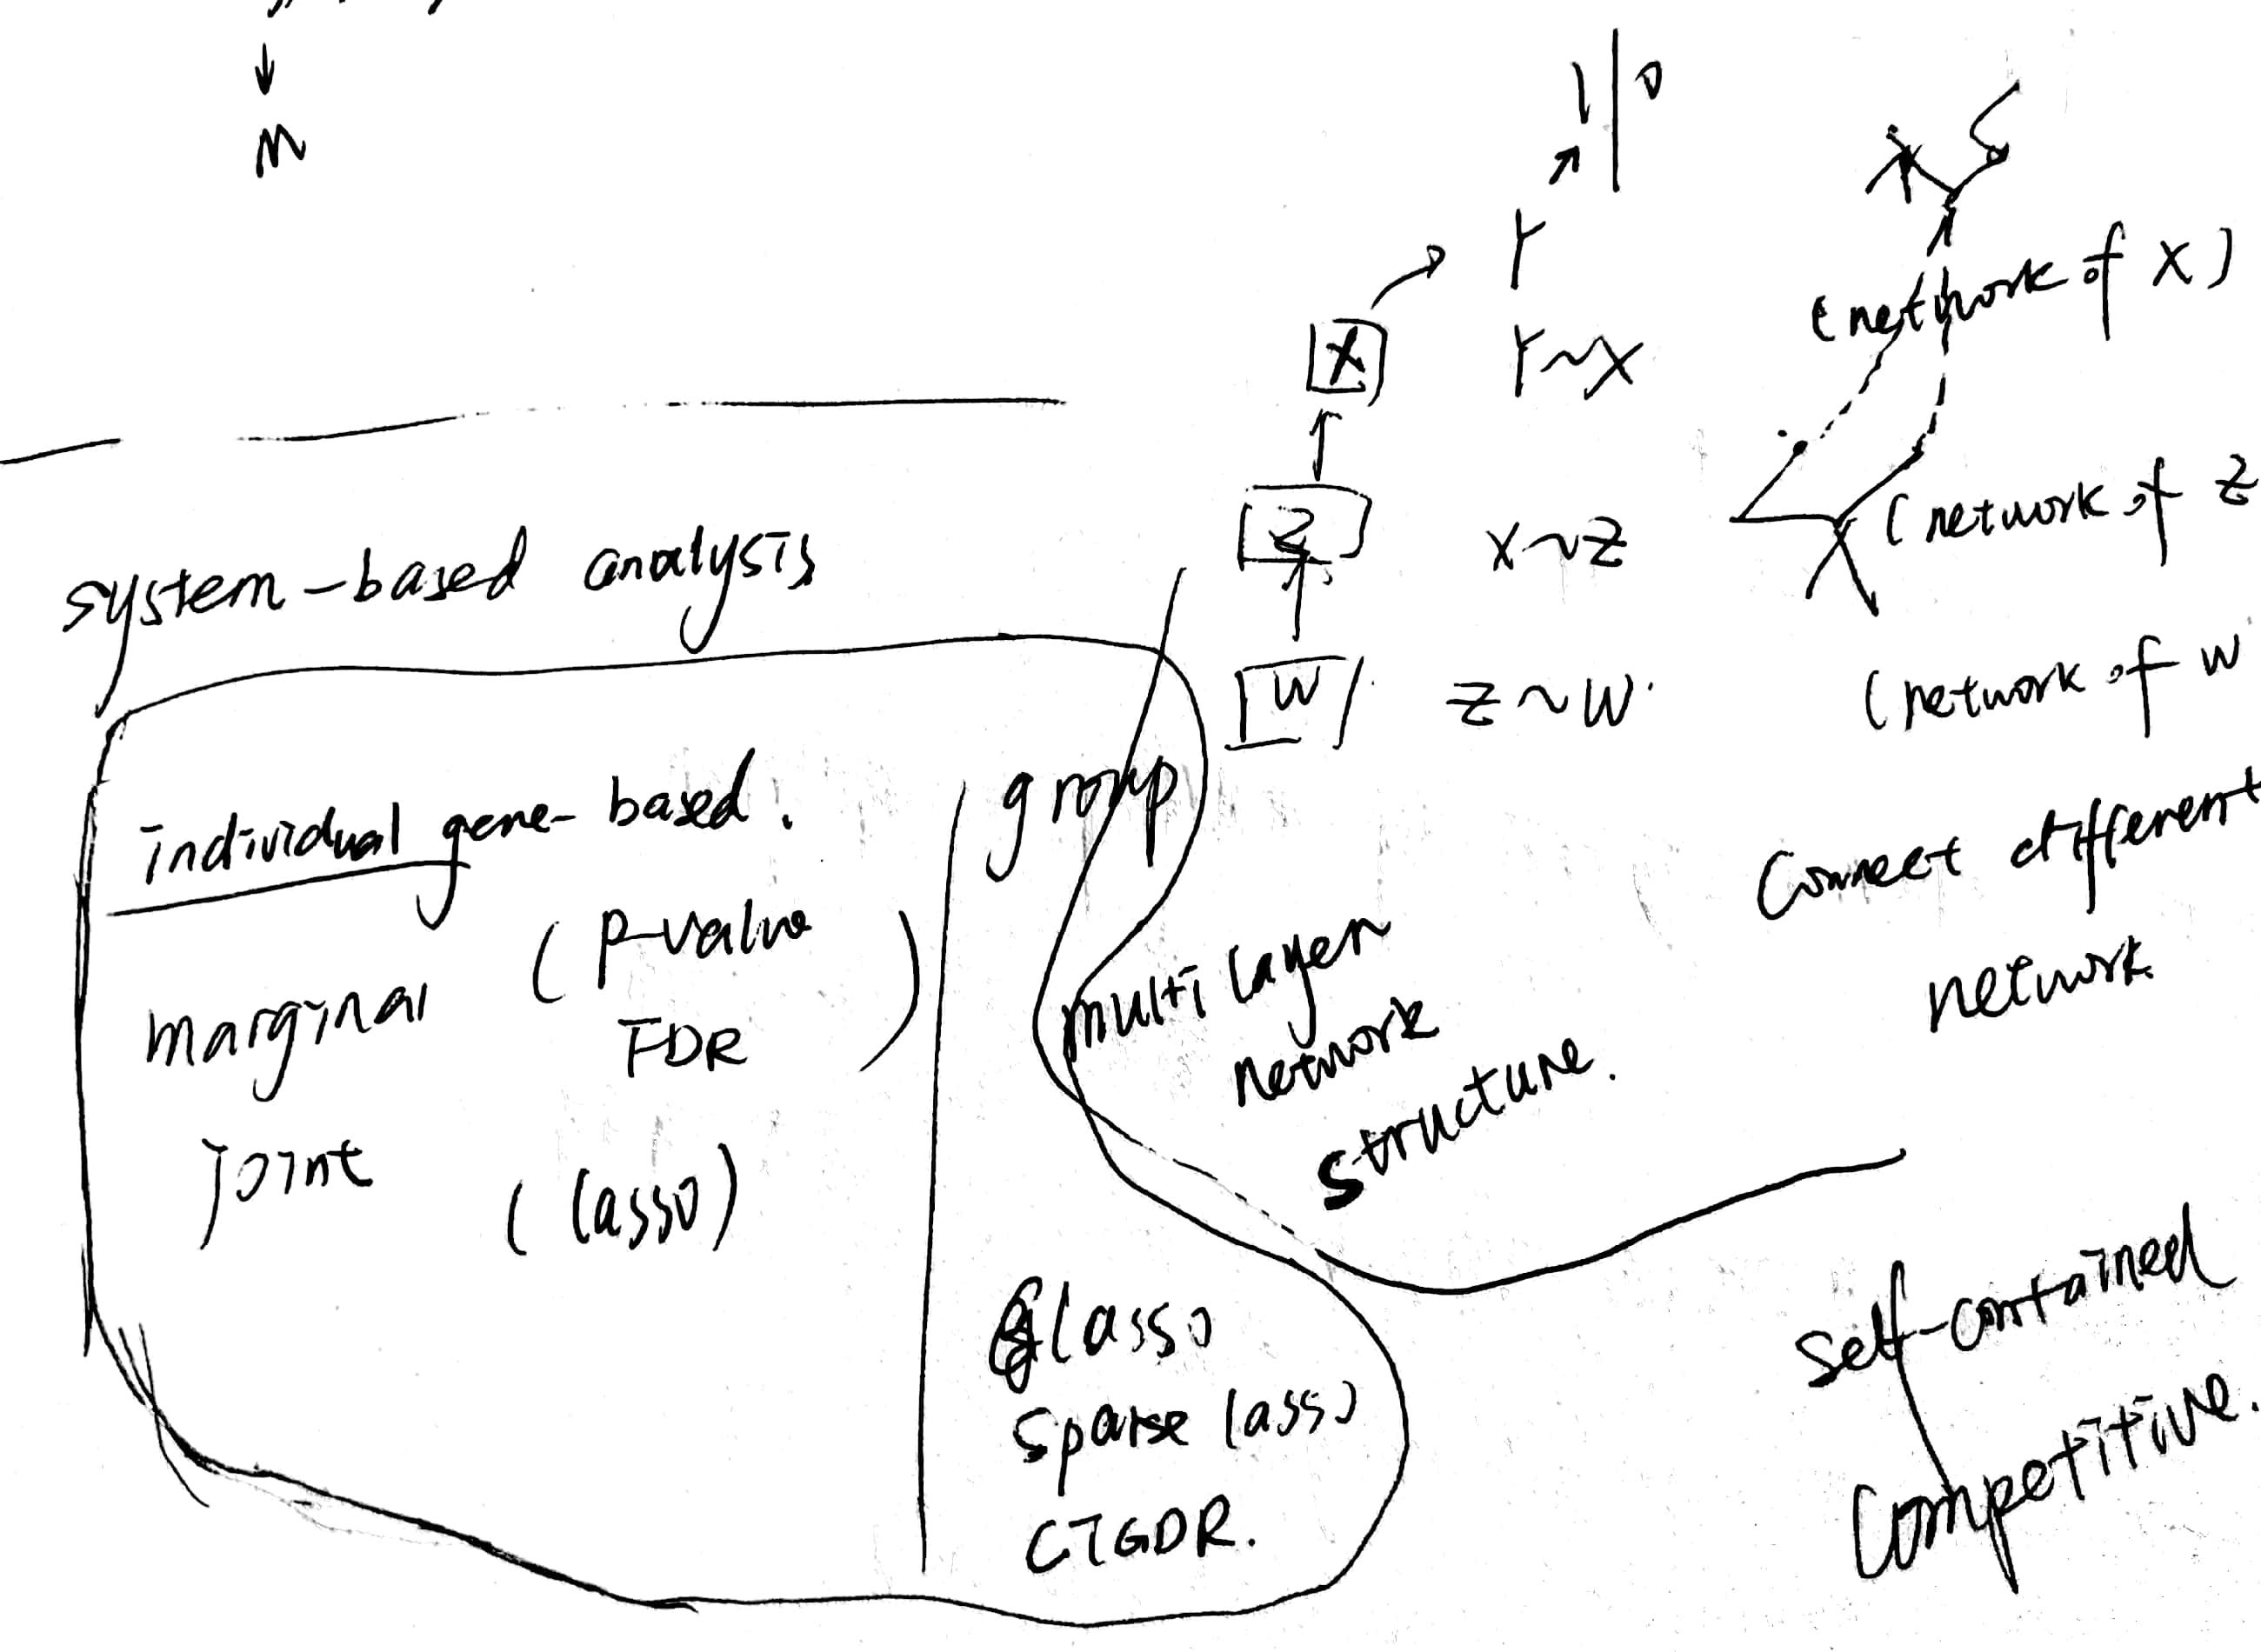 M
1 0
Y
X
Y~X
(network of X)
Z
X~Z
(network of Z
W
Z~W.
(network of W
system-based analysis
individual gene-based.
group
marginal
(P-value
FDR)
joint
(lasso)
Glasso
Sparse lasso
CTGDR.
multi layer
network
structure.
Connect different
network
Self-contained
Competitive.